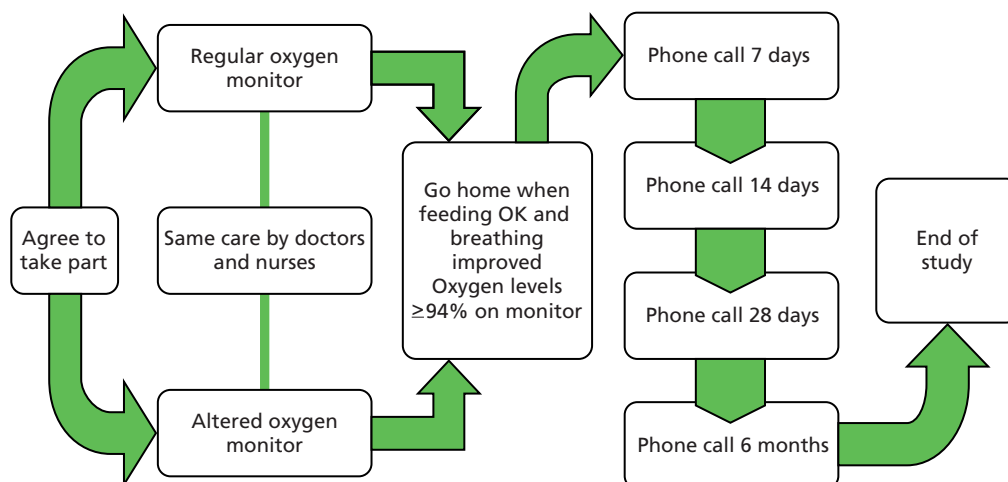 Agree to
take part
Regular oxygen
monitor
Same care by doctors
and nurses
Altered oxygen
monitor
Go home when
feeding OK and
breathing
improved
Oxygen levels
≥94% on monitor
Phone call 7 days
Phone call 14 days
Phone call 28 days
Phone call 6 months
End of
study